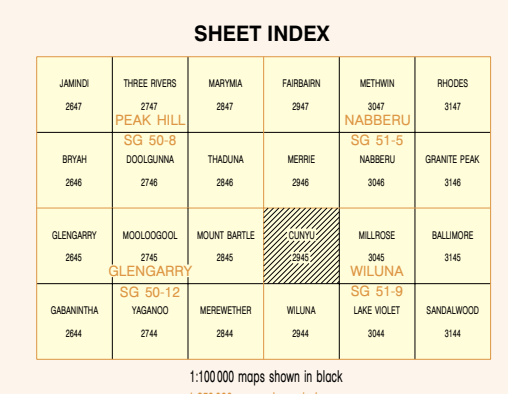 SHEET INDEX
JAMINDI THREE RIVERS MARYMIA FAIRBAIRN METHWIN RHODES
2647 2747 2847 2947 3047 3147
PEAK HILL NABBERU
SG 50-8 SG 51-5
BRYAH DOOLGUNNA THADUNA MERRIE NABBERU GRANITE PEAK
2646 2746 2846 2946 3046 3146
GLENGARRY MOOLOOGOOL MOUNT BARTLE CUNYU MILLROSE BALLIMORE
2645 2745 2845 2945 3045 3145
GLENGARRY WILUNA
SG 50-12 SG 51-9
GABANINTHA YAGANOO MEREWETHER WILUNA LAKE VIOLET SANDALWOOD
2644 2744 2844 2944 3044 3144
1:100 000 maps shown in black